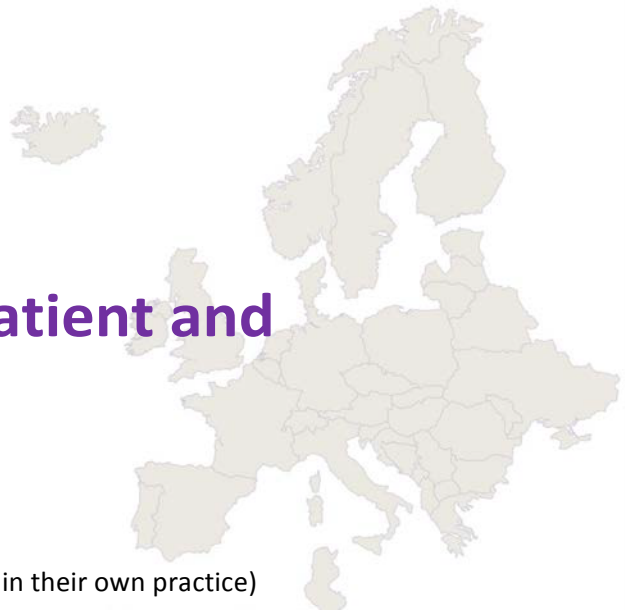 atient and
in their own practice)